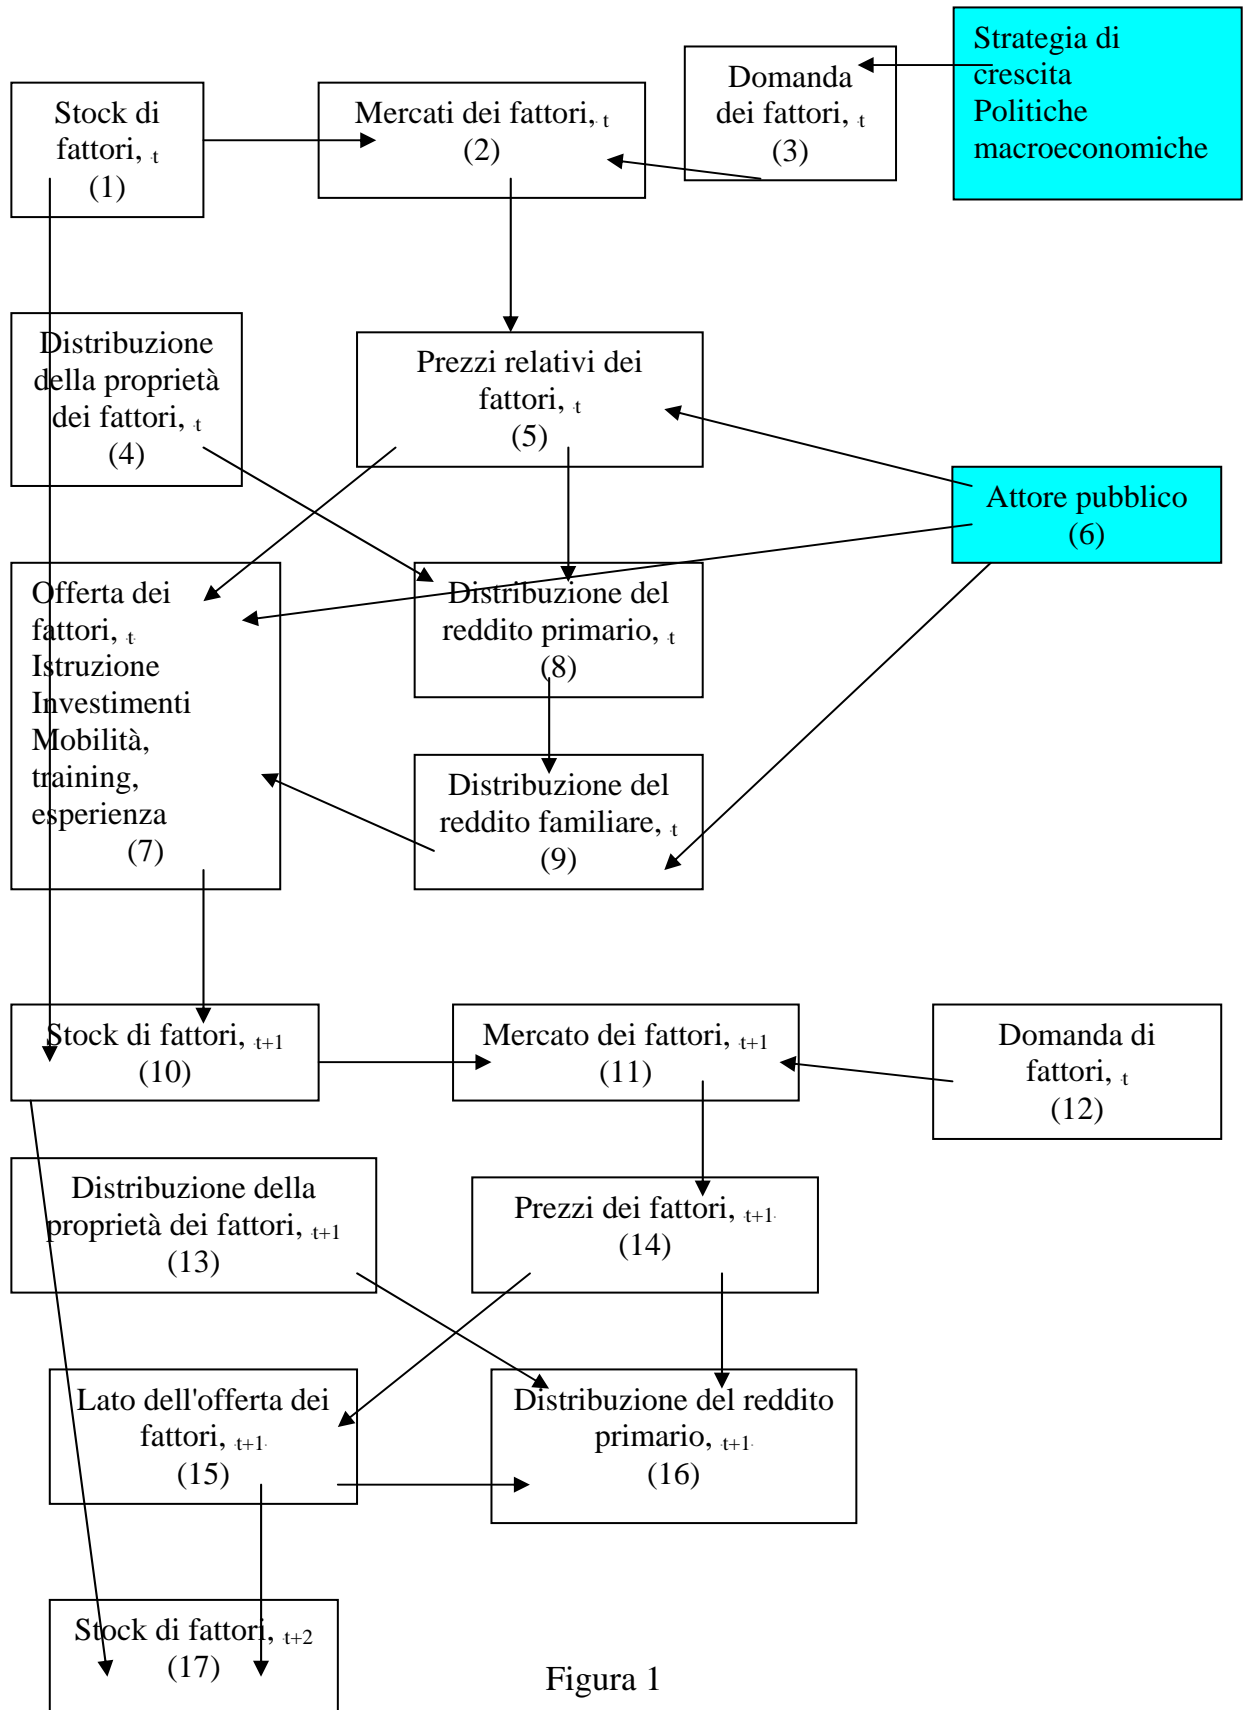 Strategia di
crescita
Politiche
macroeconomiche
Stock di
fattori, t
(1)
Mercati dei fattori, t
(2)
Domanda
dei fattori, t
(3)
Distribuzione
della proprietà
dei fattori, t
(4)
Prezzi relativi dei
fattori, t
(5)
Attore pubblico
(6)
Offerta dei
fattori, t
Istruzione
Investimenti
Mobilità,
training,
esperienza
(7)
Distribuzione del
reddito primario, t
(8)
Distribuzione del
reddito familiare, t
(9)
Stock di fattori, t+1
(10)
Mercato dei fattori, t+1
(11)
Domanda di
fattori, t
(12)
Distribuzione della
proprietà dei fattori, t+1
(13)
Prezzi dei fattori, t+1
(14)
Lato dell'offerta dei
fattori, t+1
(15)
Distribuzione del reddito
primario, t+1
(16)
Stock di fattori, t+2
(17)
Figura 1